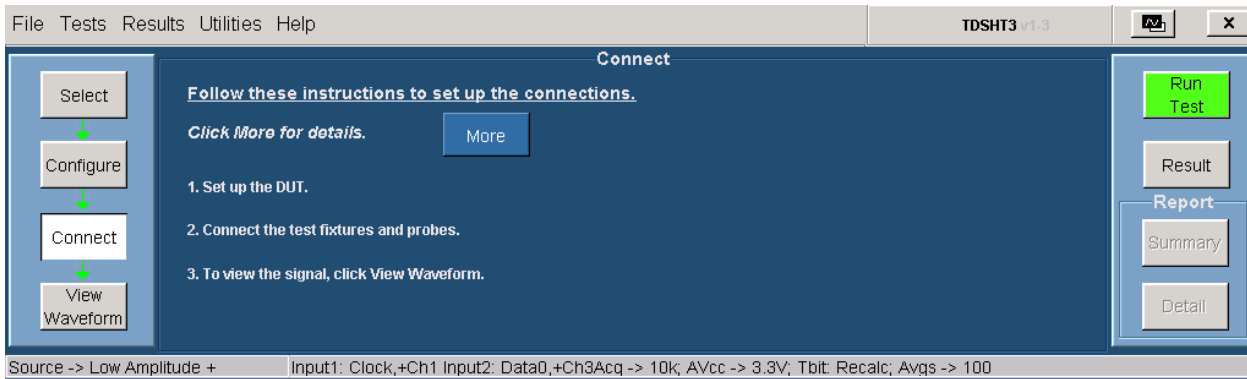 File Tests Results Utilities Help TDSHT3 v1-3 x
Connect
Select
Configure
Connect
View
Waveform
Follow these instructions to set up the connections.
Click More for details. More
1. Set up the DUT.
2. Connect the test fixtures and probes.
3. To view the signal, click View Waveform.
Run
Test
Result
Report
Summary
Detail
Source -> Low Amplitude + Input1: Clock,+Ch1 Input2: Data0,+Ch3Acq -> 10k; AVcc -> 3.3V; Tbit: Recalc; Avgs -> 100